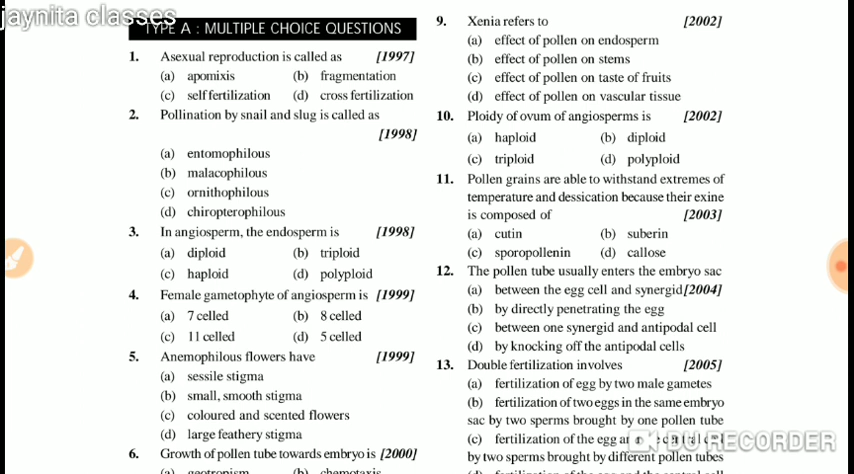 jaynita classes
TYPE A : MULTIPLE CHOICE QUESTIONS
1. Asexual reproduction is called as [1997]
(a) apomixis (b) fragmentation
(c) self fertilization (d) cross fertilization
2. Pollination by snail and slug is called as
[1998]
(a) entomophilous
(b) malacophilous
(c) ornithophilous
(d) chiropterophilous
3. In angiosperm, the endosperm is [1998]
(a) diploid (b) triploid
(c) haploid (d) polyploid
4. Female gametophyte of angiosperm is [1999]
(a) 7 celled (b) 8 celled
(c) 11 celled (d) 5 celled
5. Anemophilous flowers have [1999]
(a) sessile stigma
(b) small, smooth stigma
(c) coloured and scented flowers
(d) large feathery stigma
6. Growth of pollen tube towards embryo is [2000]
(a) geotropism (b) chemotaxis
9. Xenia refers to [2002]
(a) effect of pollen on endosperm
(b) effect of pollen on stems
(c) effect of pollen on taste of fruits
(d) effect of pollen on vascular tissue
10. Ploidy of ovum of angiosperms is [2002]
(a) haploid (b) diploid
(c) triploid (d) polyploid
11. Pollen grains are able to withstand extremes of
temperature and dessication because their exine
is composed of [2003]
(a) cutin (b) suberin
(c) sporopollenin (d) callose
12. The pollen tube usually enters the embryo sac
(a) between the egg cell and synergid [2004]
(b) by directly penetrating the egg
(c) between one synergid and antipodal cell
(d) by knocking off the antipodal cells
13. Double fertilization involves [2005]
(a) fertilization of egg by two male gametes
(b) fertilization of two eggs in the same embryo
sac by two sperms brought by one pollen tube
(c) fertilization of the egg
by two sperms brought by different pollen tubes
DU RECORDER